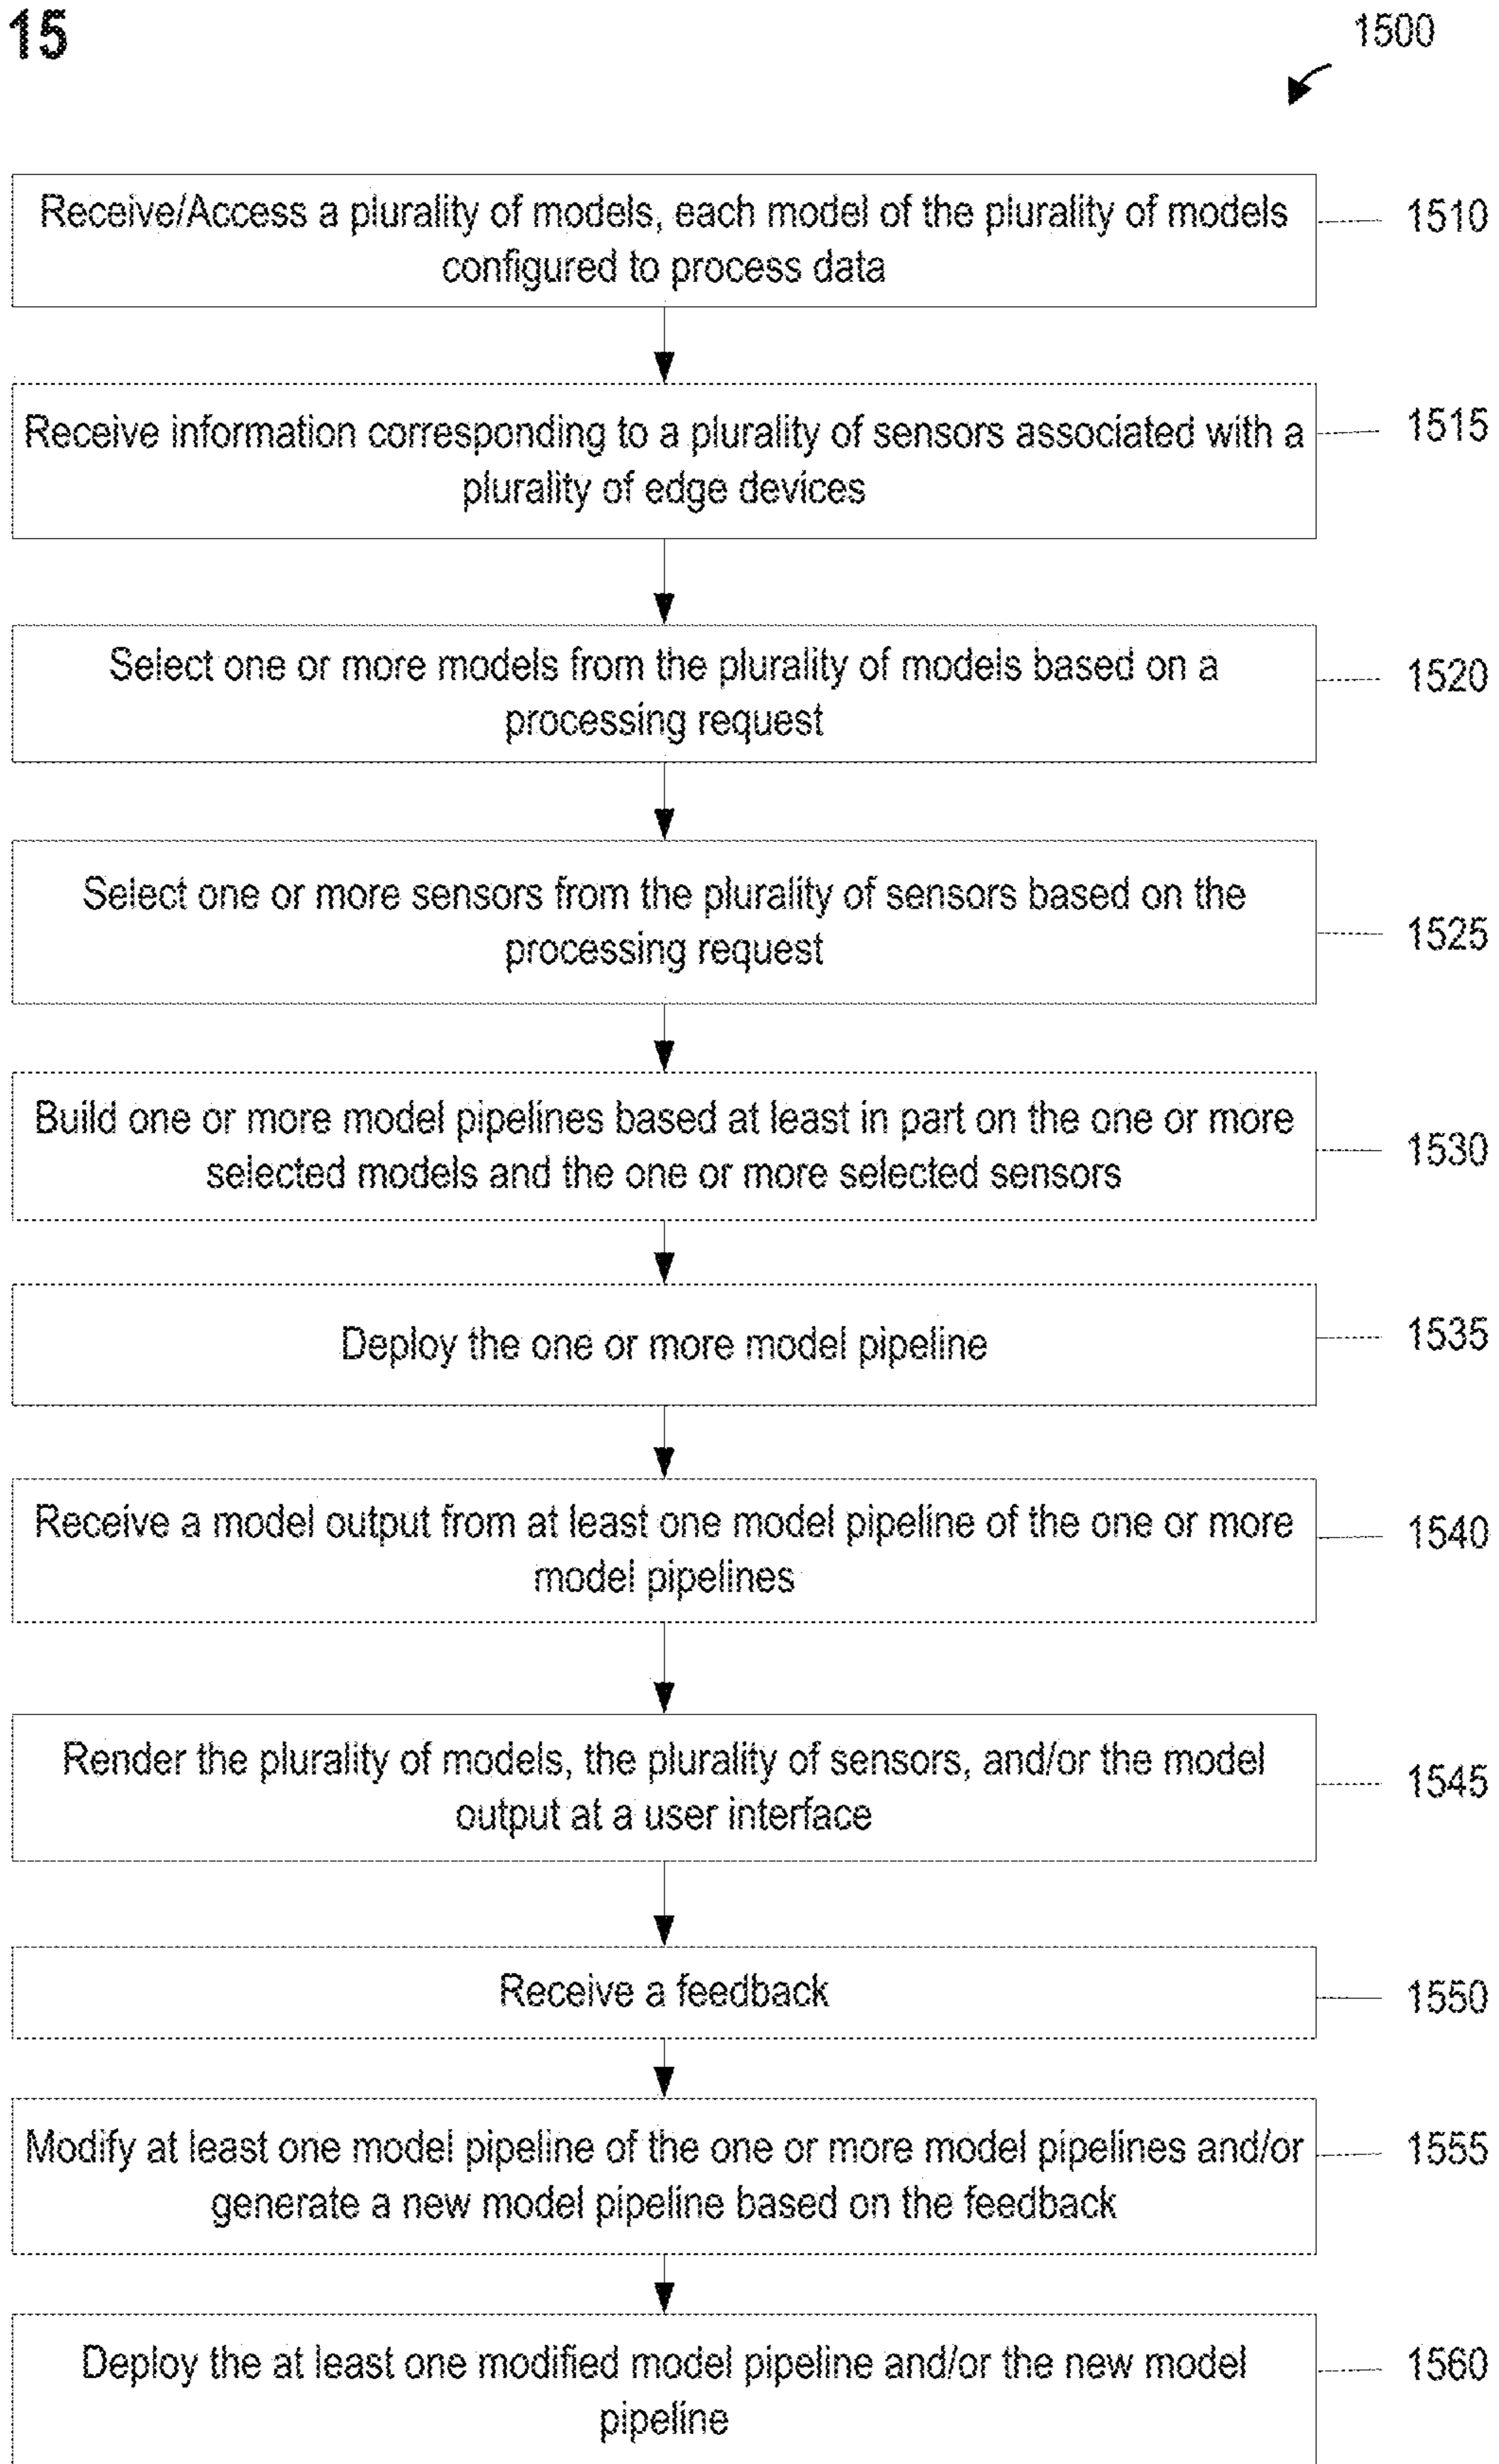 15
1500
Receive/Access a plurality of models, each model of the plurality of models
configured to process data
1510
Receive information corresponding to a plurality of sensors associated with a
plurality of edge devices
1515
Select one or more models from the plurality of models based on a
processing request
1520
Select one or more sensors from the plurality of sensors based on the
processing request
1525
Build one or more model pipelines based at least in part on the one or more
selected models and the one or more selected sensors
1530
Deploy the one or more model pipeline
1535
Receive a model output from at least one model pipeline of the one or more
model pipelines
1540
Render the plurality of models, the plurality of sensors, and/or the model
output at a user interface
1545
Receive a feedback
1550
Modify at least one model pipeline of the one or more model pipelines and/or
generate a new model pipeline based on the feedback
1555
Deploy the at least one modified model pipeline and/or the new model
pipeline
1560